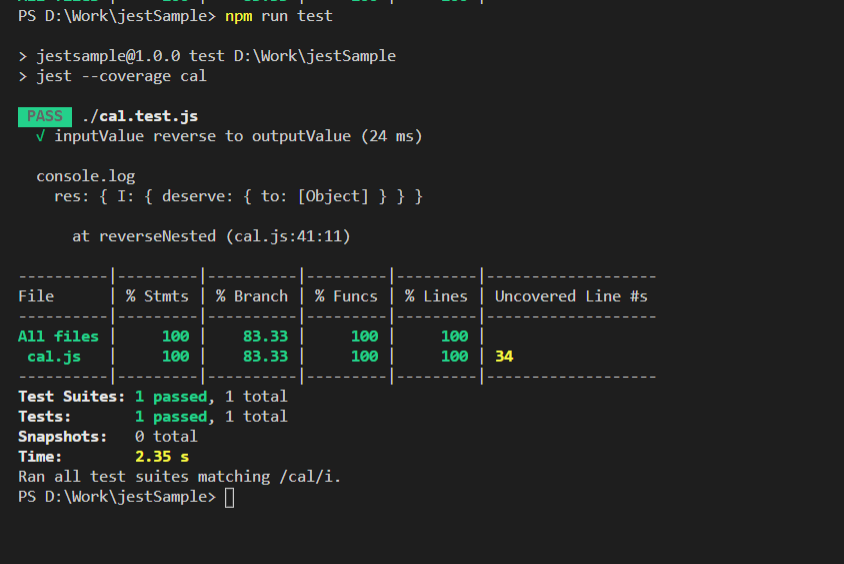 PS D:\Work\jestSample> npm run test
> jestsample@1.0.0 test D:\Work\jestSample
> jest --coverage cal
PASS ./cal.test.js
√ inputValue reverse to outputValue (24 ms)
console.log
res: { I: { deserve: { to: [Object] } } }
at reverseNested (cal.js:41:11)
----------|---------|----------|---------|---------|-------------------
File      | % Stmts | % Branch | % Funcs | % Lines | Uncovered Line #s
----------|---------|----------|---------|---------|-------------------
All files |     100 |    83.33 |     100 |     100 |
 cal.js   |     100 |    83.33 |     100 |     100 | 34
----------|---------|----------|---------|---------|-------------------
Test Suites: 1 passed, 1 total
Tests:       1 passed, 1 total
Snapshots:   0 total
Time:        2.35 s
Ran all test suites matching /cal/i.
PS D:\Work\jestSample>